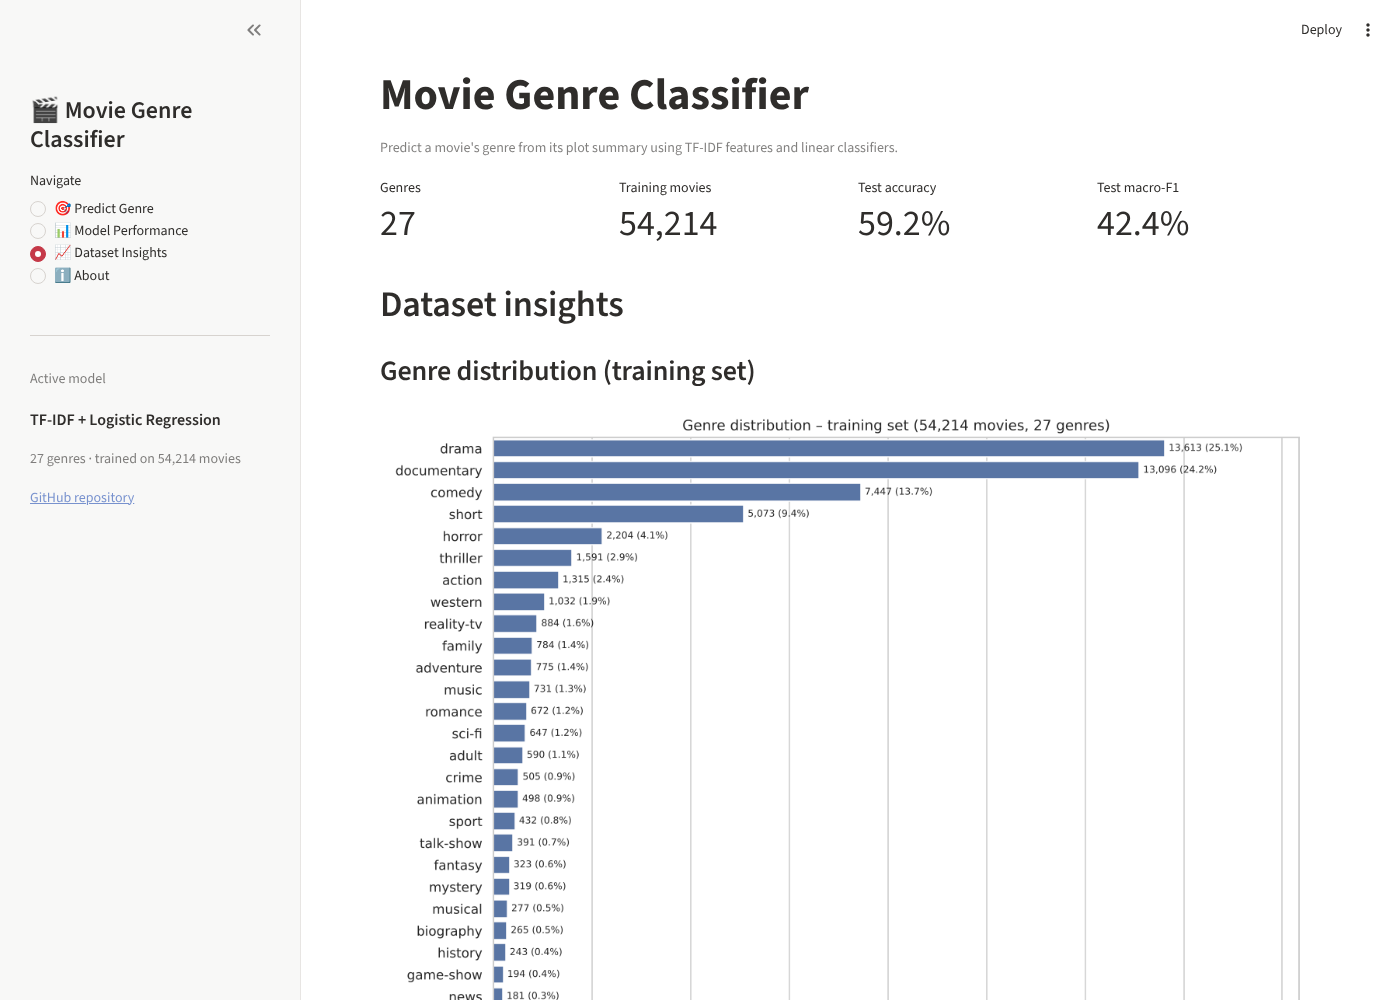 Deploy
🎬 Movie Genre
Classifier
Navigate
🎯 Predict Genre
📊 Model Performance
📈 Dataset Insights
ℹ️ About
Active model
TF-IDF + Logistic Regression
27 genres · trained on 54,214 movies
GitHub repository
Movie Genre Classifier
Predict a movie's genre from its plot summary using TF-IDF features and linear classifiers.
Genres
27
Training movies
54,214
Test accuracy
59.2%
Test macro-F1
42.4%
Dataset insights
Genre distribution (training set)
Genre distribution – training set (54,214 movies, 27 genres)
drama 13,613 (25.1%)
documentary 13,096 (24.2%)
comedy 7,447 (13.7%)
short 5,073 (9.4%)
horror 2,204 (4.1%)
thriller 1,591 (2.9%)
action 1,315 (2.4%)
western 1,032 (1.9%)
reality-tv 884 (1.6%)
family 784 (1.4%)
adventure 775 (1.4%)
music 731 (1.3%)
romance 672 (1.2%)
sci-fi 647 (1.2%)
adult 590 (1.1%)
crime 505 (0.9%)
animation 498 (0.9%)
sport 432 (0.8%)
talk-show 391 (0.7%)
fantasy 323 (0.6%)
mystery 319 (0.6%)
musical 277 (0.5%)
biography 265 (0.5%)
history 243 (0.4%)
game-show 194 (0.4%)
news 181 (0.3%)